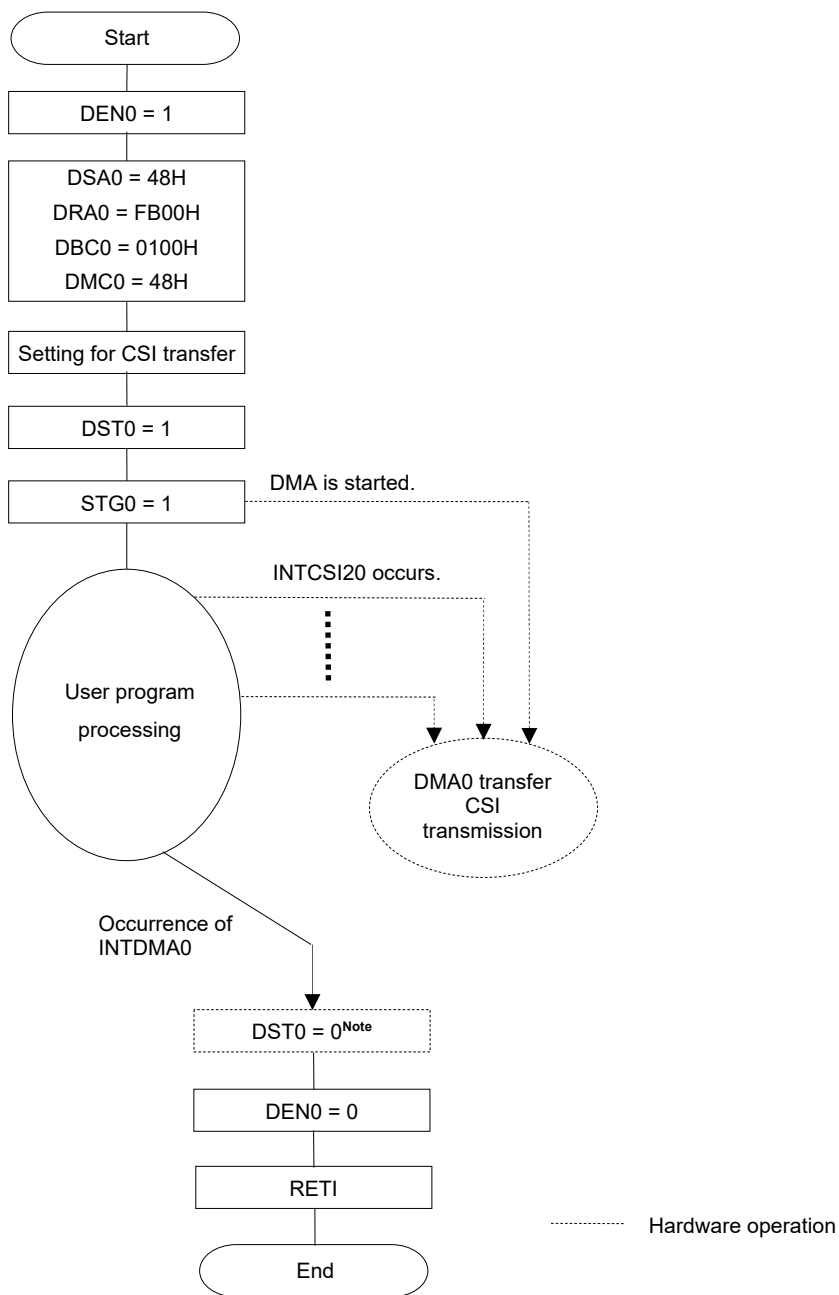 Start
DEN0 = 1
DSA0 = 48H
DRA0 = FB00H
DBC0 = 0100H
DMC0 = 48H
Setting for CSI transfer
DST0 = 1
STG0 = 1
DMA is started.
INTCSI20 occurs.
User program
processing
DMA0 transfer
CSI
transmission
Occurrence of
INTDMA0
DST0 = 0Note
DEN0 = 0
RETI
Hardware operation
End